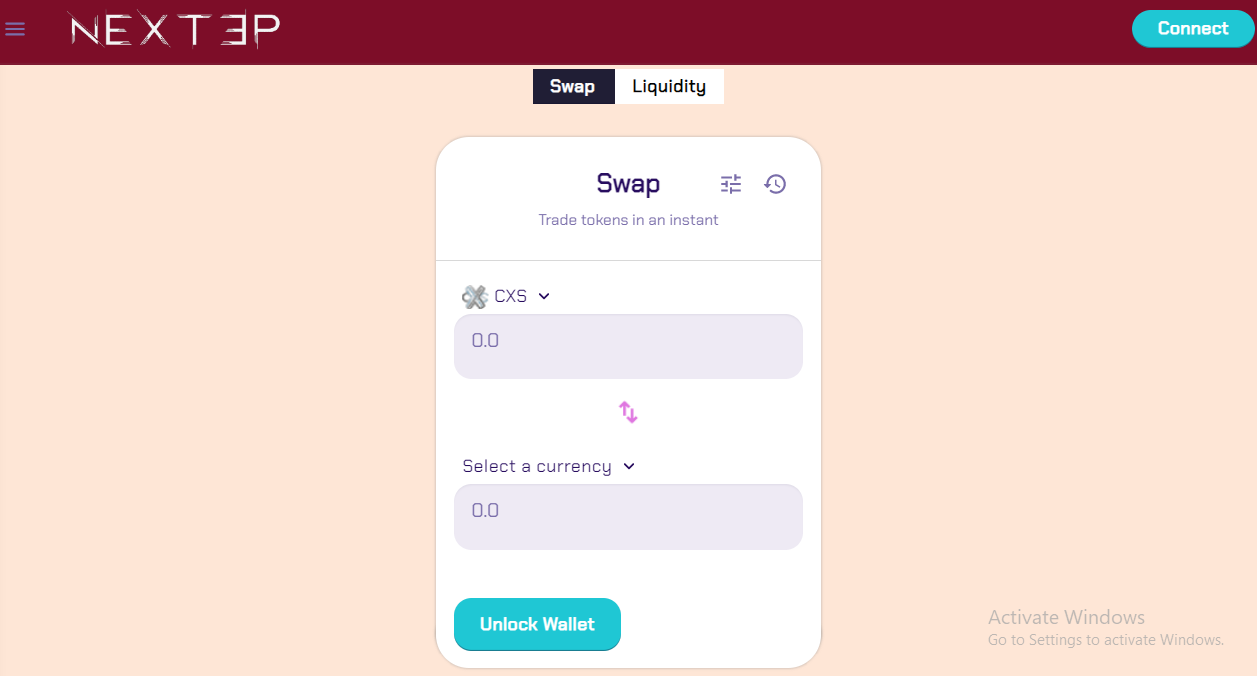 NEXTEP
Connect
Swap
Liquidity
Swap
Trade tokens in an instant
CXS
0.0
Select a currency
0.0
Unlock Wallet
Activate Windows
Go to Settings to activate Windows.